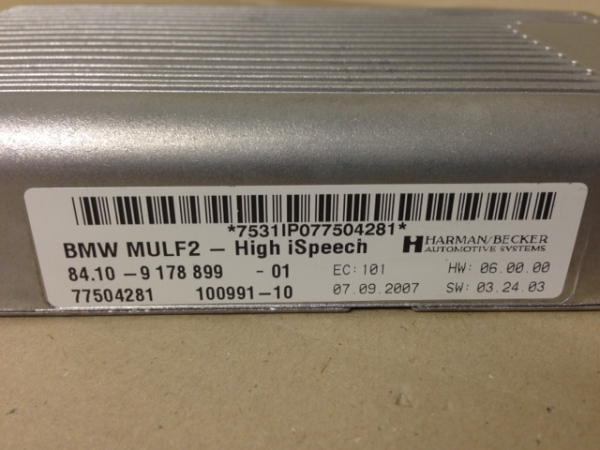 *7531IP077504281*
BMW MULF2 – High iSpeech
HARMAN/BECKER
AUTOMOTIVE SYSTEMS
84.10 – 9 178 899 - 01 EC: 101 HW: 06.00.00
77504281 100991-10 07.09.2007 SW: 03.24.03